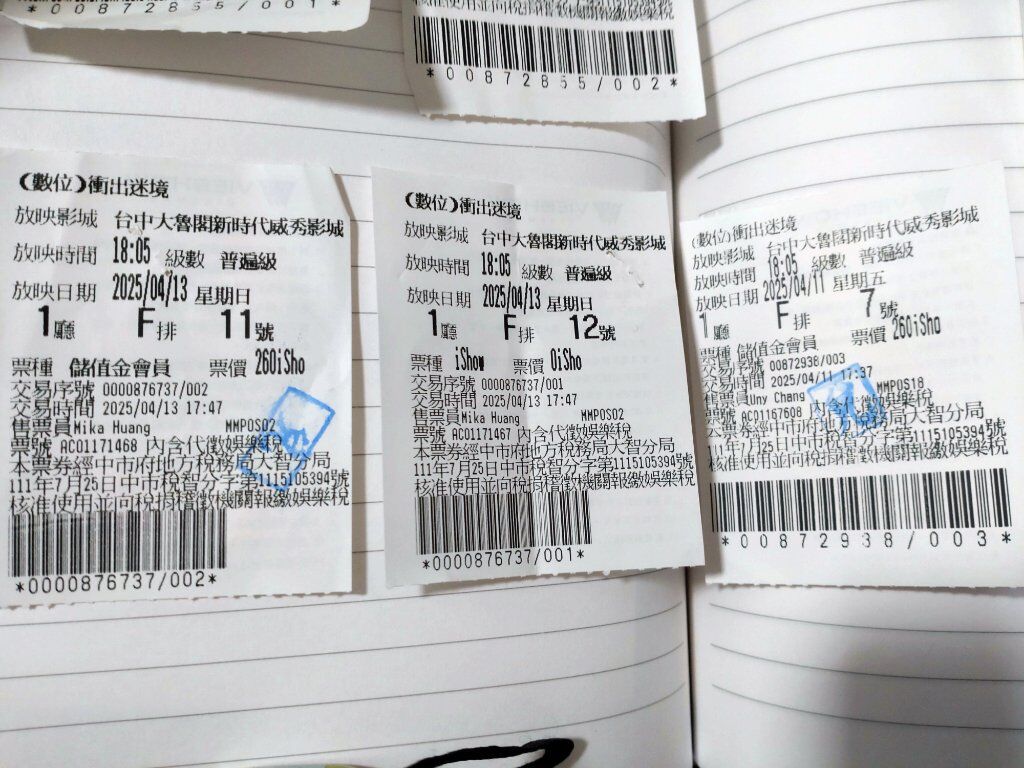 *00872865/001*
核准使用並向稅捐稽徵機關報繳娛樂稅
*00872865/002*
(數位)衝出迷境
放映影城 台中大魯閣新時代威秀影城
放映時間 18:05 級數 普遍級
放映日期 2025/04/13 星期日
1廳 F排 11號
票種 儲值金會員 票價 260iSho
交易序號 0000876737/002
交易時間 2025/04/13 17:47
售票員Mika Huang MMPOS02
票號 AC01171468 內含代徵娛樂稅
本票券經中市府地方稅務局大智分局
111年7月25日中市稅智分字第1115105394號
核准使用並向稅捐稽徵機關報繳娛樂稅
*0000876737/002*
(數位)衝出迷境
放映影城 台中大魯閣新時代威秀影城
放映時間 18:05 級數 普遍級
放映日期 2025/04/13 星期日
1廳 F排 12號
票種 iShow 票價 0iSho
交易序號 0000876737/001
交易時間 2025/04/13 17:47
售票員Mika Huang MMPOS02
票號 AC01171467 內含代徵娛樂稅
本票券經中市府地方稅務局大智分局
111年7月25日中市稅智分字第1115105394號
核准使用並向稅捐稽徵機關報繳娛樂稅
*0000876737/001*
(數位)衝出迷境
放映影城 台中大魯閣新時代威秀影城
放映時間 18:05 級數 普遍級
放映日期 2025/04/11 星期五
1廳 F排 7號
票種 儲值金會員 票價 260iSho
交易序號 00872938/003
交易時間 2025/04/11 17:37
售票員Uny Chang MMPOS18
票號 AC01167608 內含代徵娛樂稅
本票券經中市府地方稅務局大智分局
111年7月25日中市稅智分字第1115105394號
核准使用並向稅捐稽徵機關報繳娛樂稅
*00872938/003*